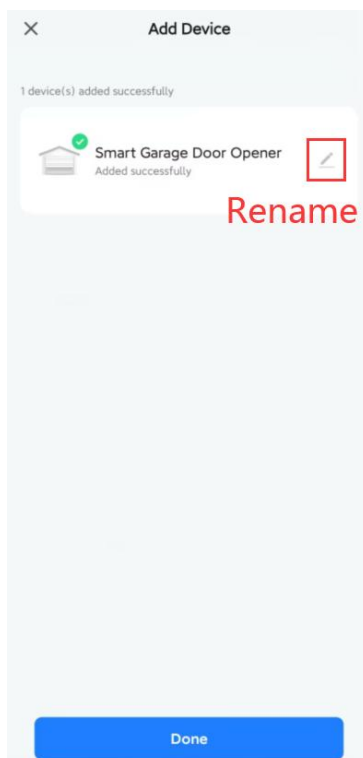 Add Device
1 device(s) added successfully
Smart Garage Door Opener
Added successfully
Rename
Done